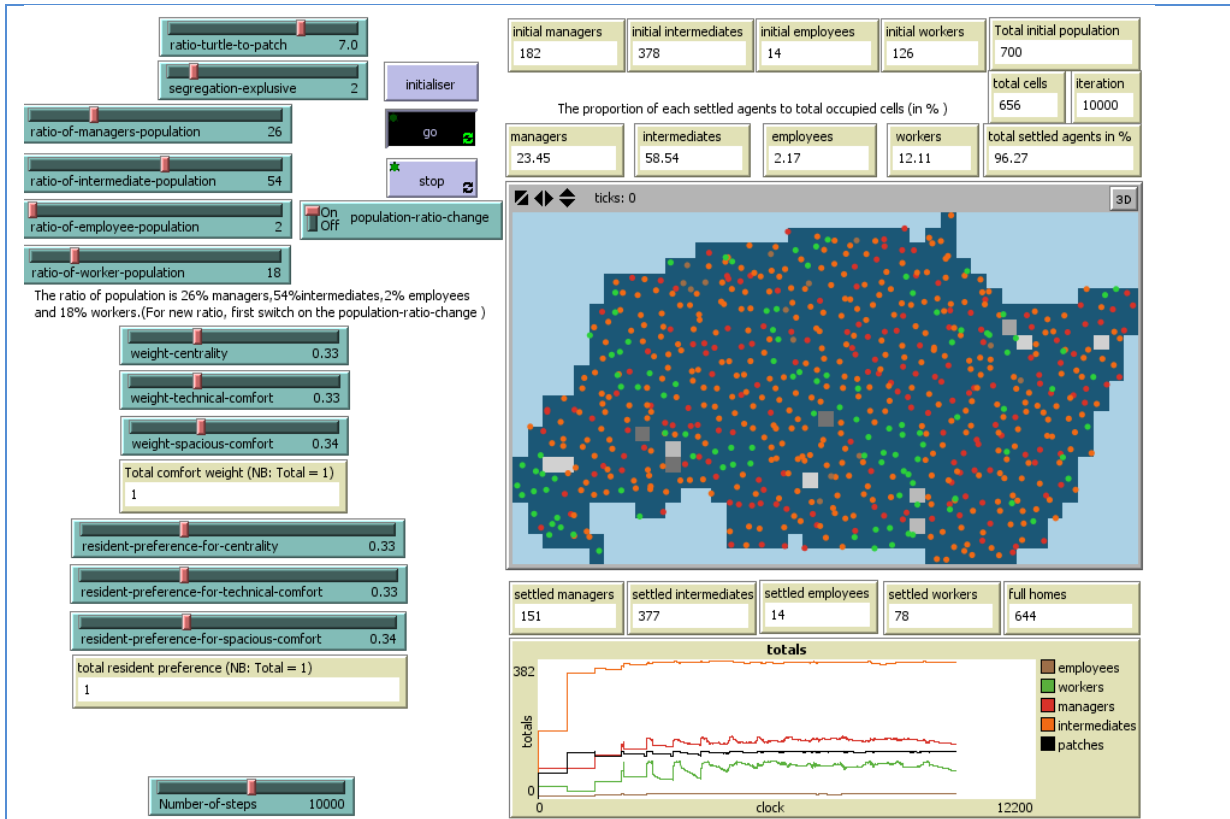 ratio-turtle-to-patch 7.0
segregation-explusive 2
initialiser
ratio-of-managers-population 26
go
ratio-of-intermediate-population 54
stop
ratio-of-employee-population 2
On
Off
population-ratio-change
ratio-of-worker-population 18
The ratio of population is 26% managers,54%intermediates,2% employees
and 18% workers.(For new ratio, first switch on the population-ratio-change )
weight-centrality 0.33
weight-technical-comfort 0.33
weight-spacious-comfort 0.34
Total comfort weight (NB: Total = 1)
1
resident-preference-for-centrality 0.33
resident-preference-for-technical-comfort 0.33
resident-preference-for-spacious-comfort 0.34
total resident preference (NB: Total = 1)
1
Number-of-steps 10000
initial managers
182
initial intermediates
378
initial employees
14
initial workers
126
Total initial population
700
total cells
656
iteration
10000
The proportion of each settled agents to total occupied cells (in % )
managers
23.45
intermediates
58.54
employees
2.17
workers
12.11
total settled agents in %
96.27
ticks: 0
3D
settled managers
151
settled intermediates
377
settled employees
14
settled workers
78
full homes
644
totals
382
totals
0
0
clock
12200
employees
workers
managers
intermediates
patches